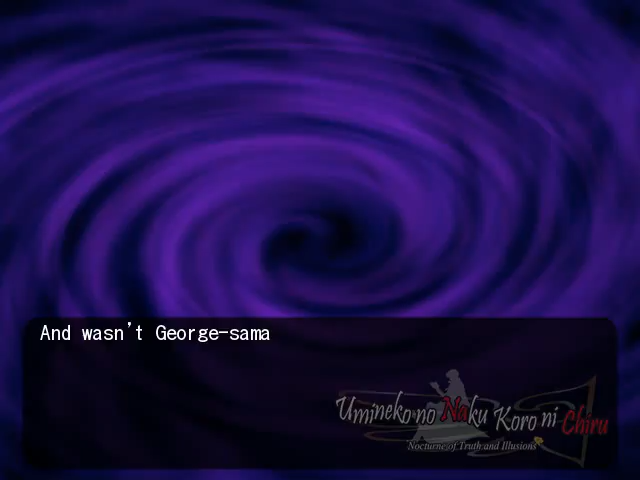 And wasn't George-sama
Umineko no Naku Koro ni Chiru
Nocturne of Truth and Illusions